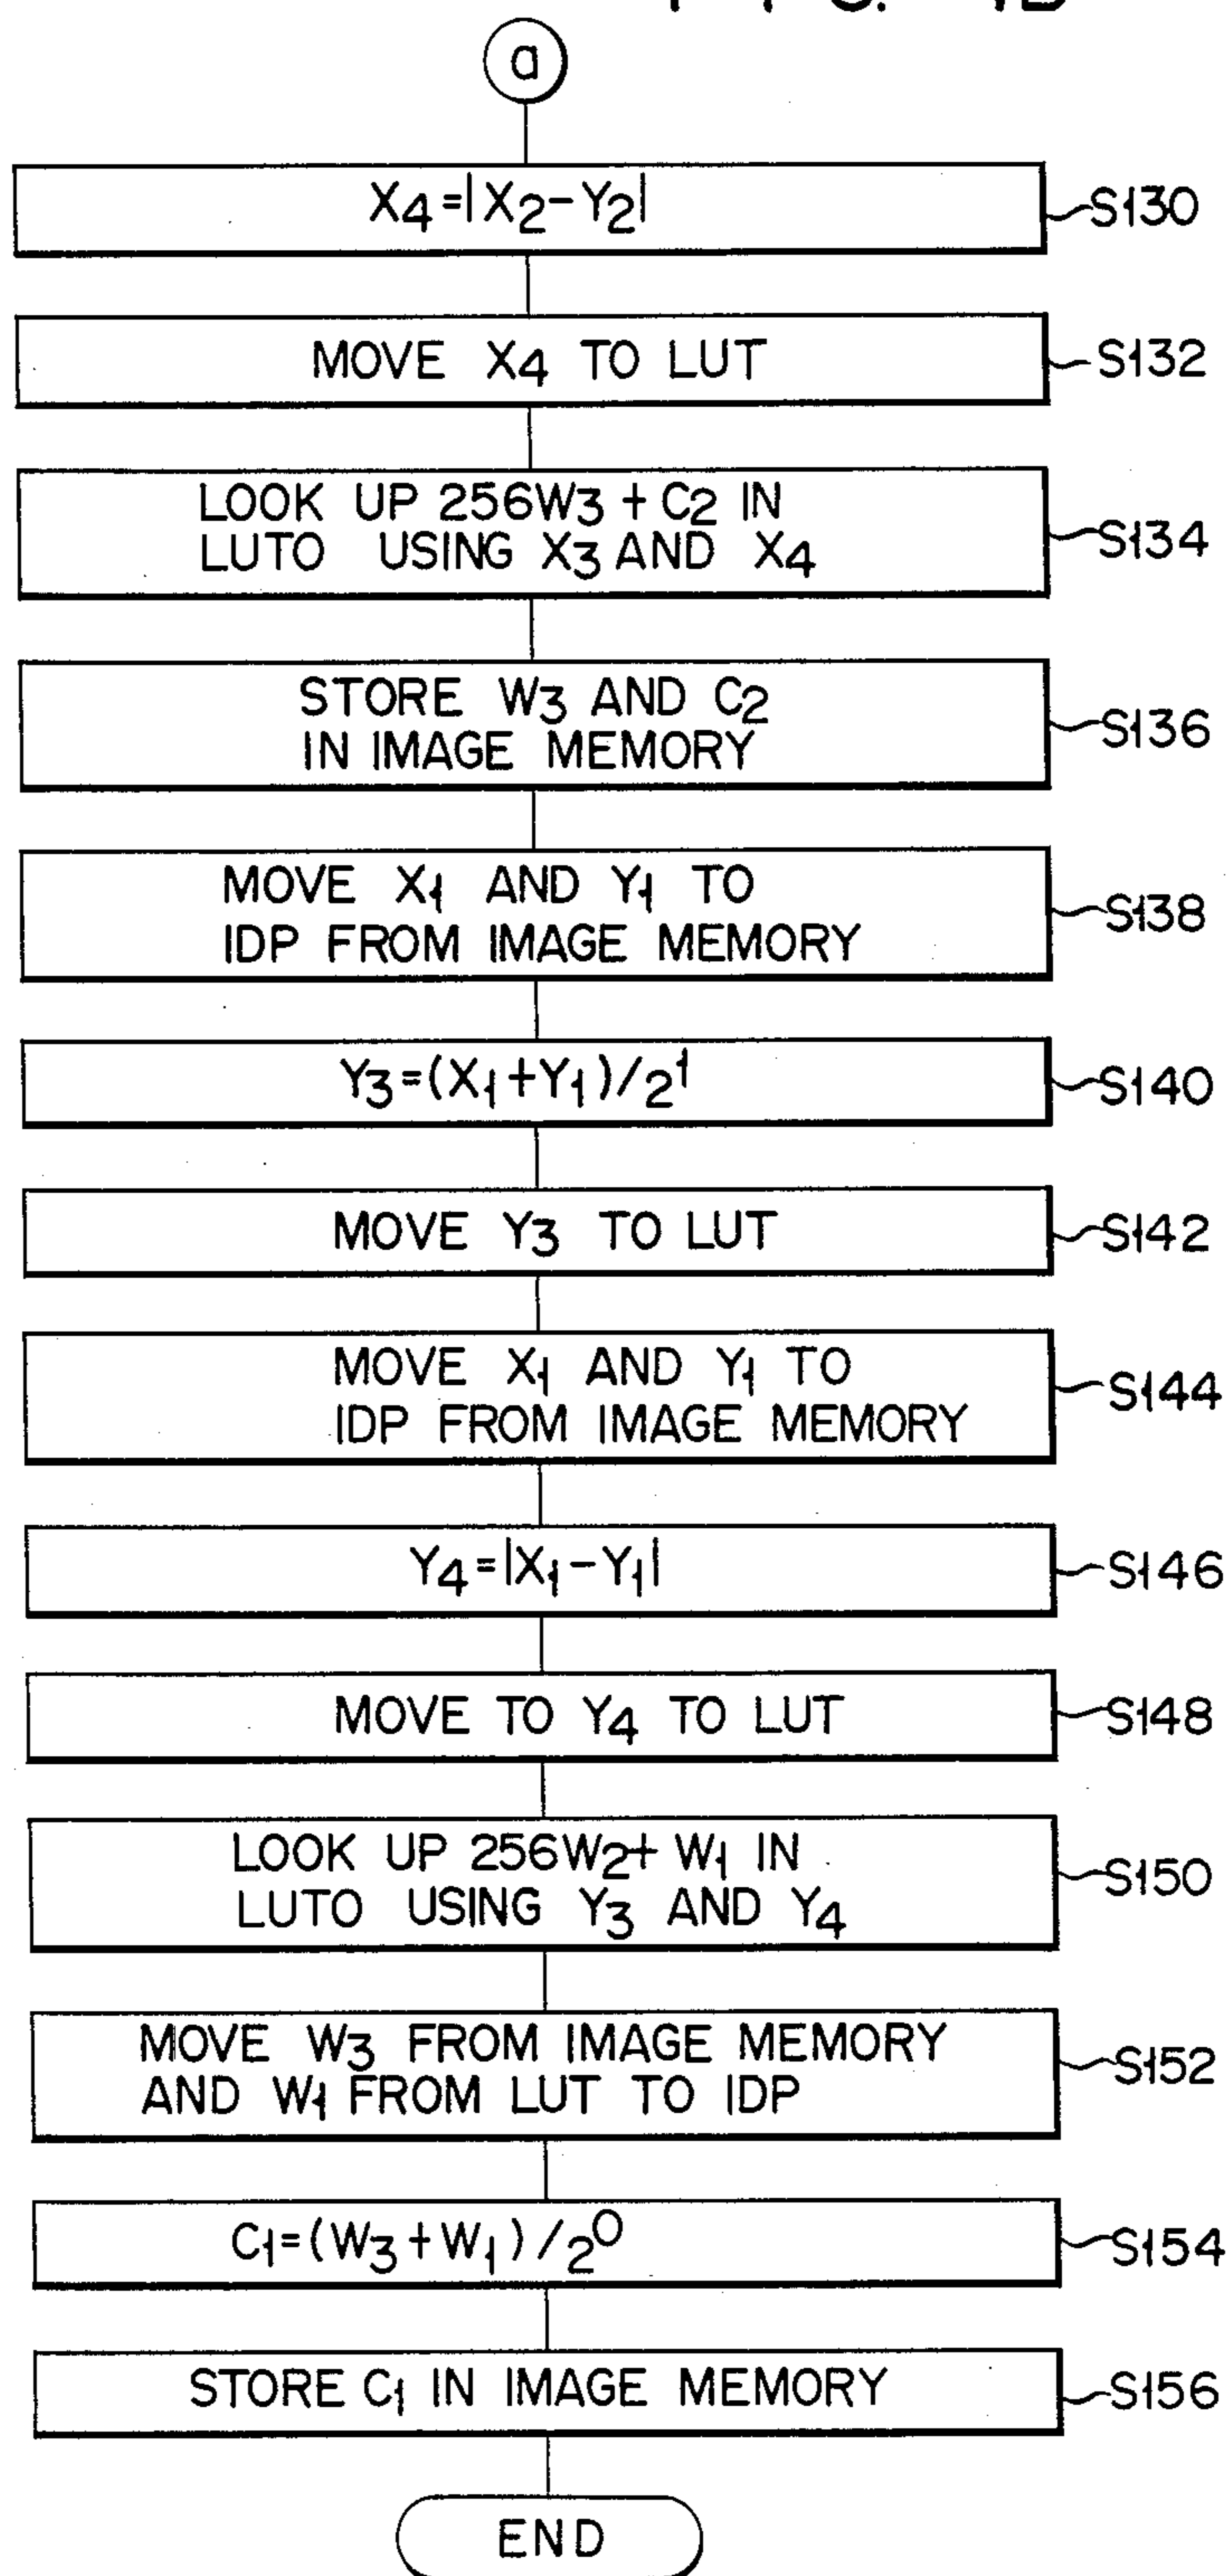 a
X4=|X2-Y2|
S130
MOVE X4 TO LUT
S132
LOOK UP 256W3 + C2 IN
LUTO USING X3 AND X4
S134
STORE W3 AND C2
IN IMAGE MEMORY
S136
MOVE X1 AND Y1 TO
IDP FROM IMAGE MEMORY
S138
Y3=(X1+Y1)/2^1
S140
MOVE Y3 TO LUT
S142
MOVE X1 AND Y1 TO
IDP FROM IMAGE MEMORY
S144
Y4=|X1-Y1|
S146
MOVE TO Y4 TO LUT
S148
LOOK UP 256W2+ W1 IN
LUTO USING Y3 AND Y4
S150
MOVE W3 FROM IMAGE MEMORY
AND W1 FROM LUT TO IDP
S152
C1=(W3+W1)/2^0
S154
STORE C1 IN IMAGE MEMORY
S156
END